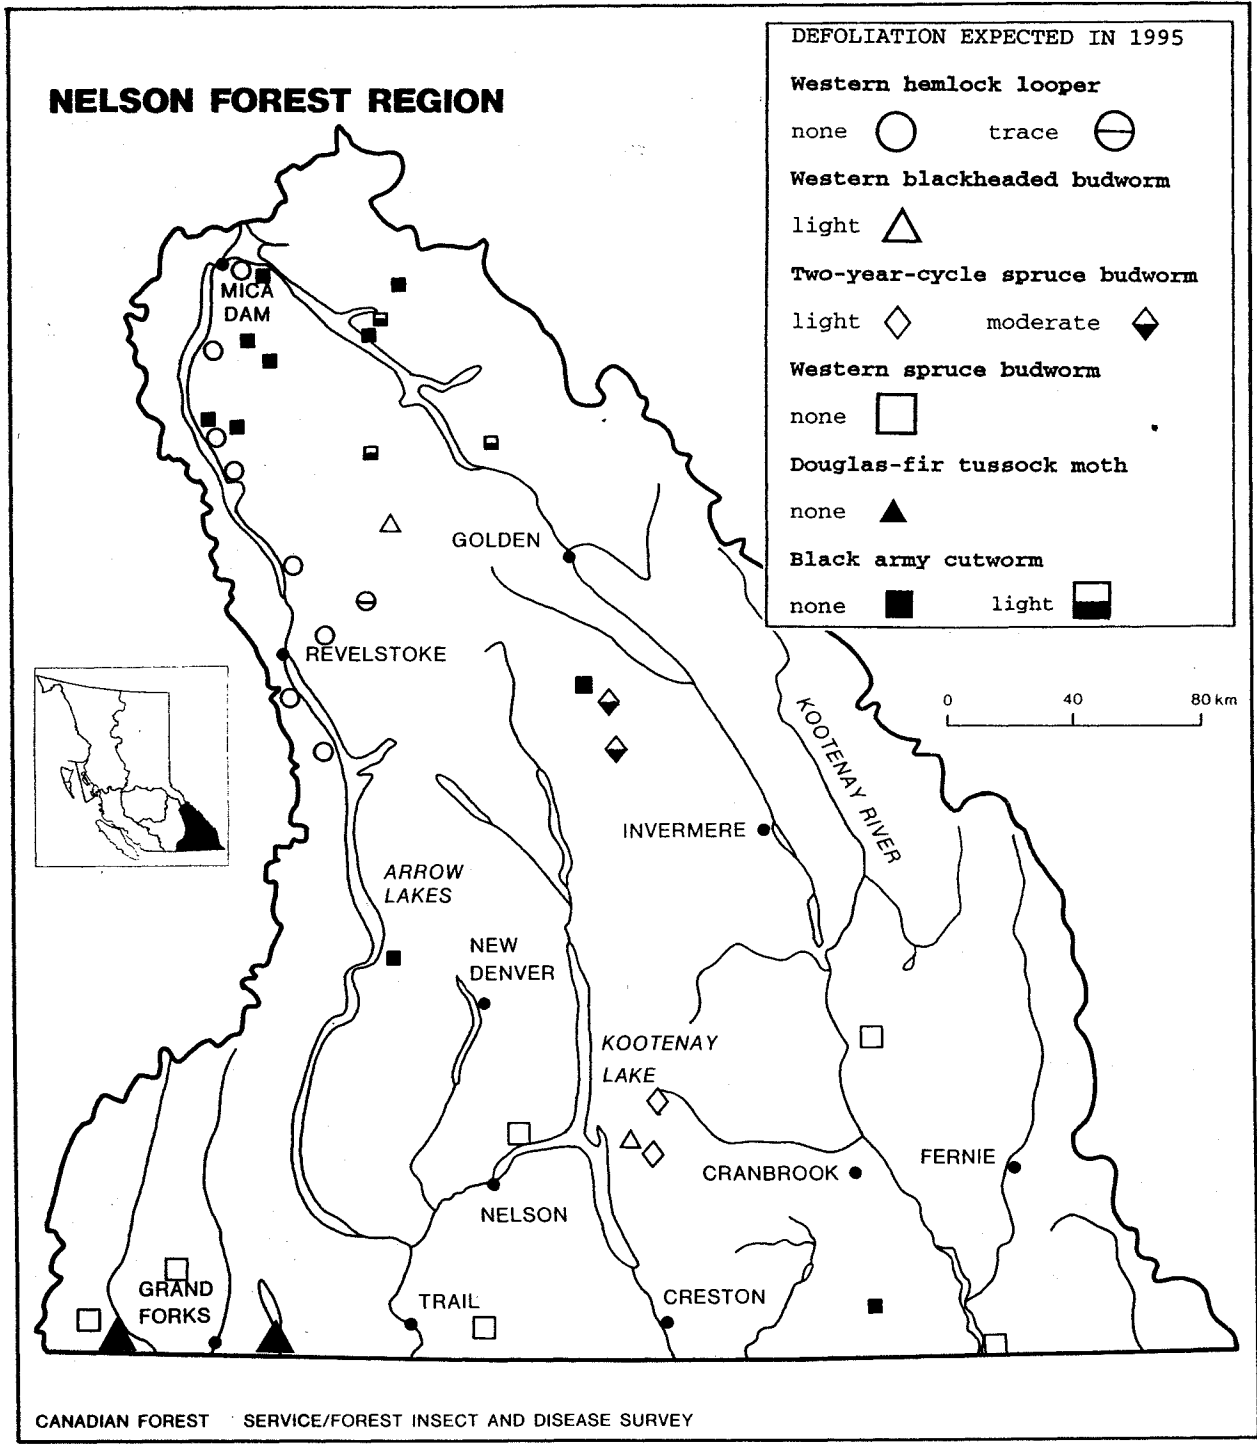 NELSON FOREST REGION
DEFOLIATION EXPECTED IN 1995
Western hemlock looper
none trace
Western blackheaded budworm
light
Two-year-cycle spruce budworm
light moderate
Western spruce budworm
none
Douglas-fir tussock moth
none
Black army cutworm
none light
MICA
DAM
GOLDEN
REVELSTOKE
0 40 80 km
KOOTENAY RIVER
INVERMERE
ARROW
LAKES
NEW
DENVER
KOOTENAY
LAKE
CRANBROOK
FERNIE
NELSON
GRAND
FORKS
TRAIL
CRESTON
CANADIAN FOREST SERVICE/FOREST INSECT AND DISEASE SURVEY